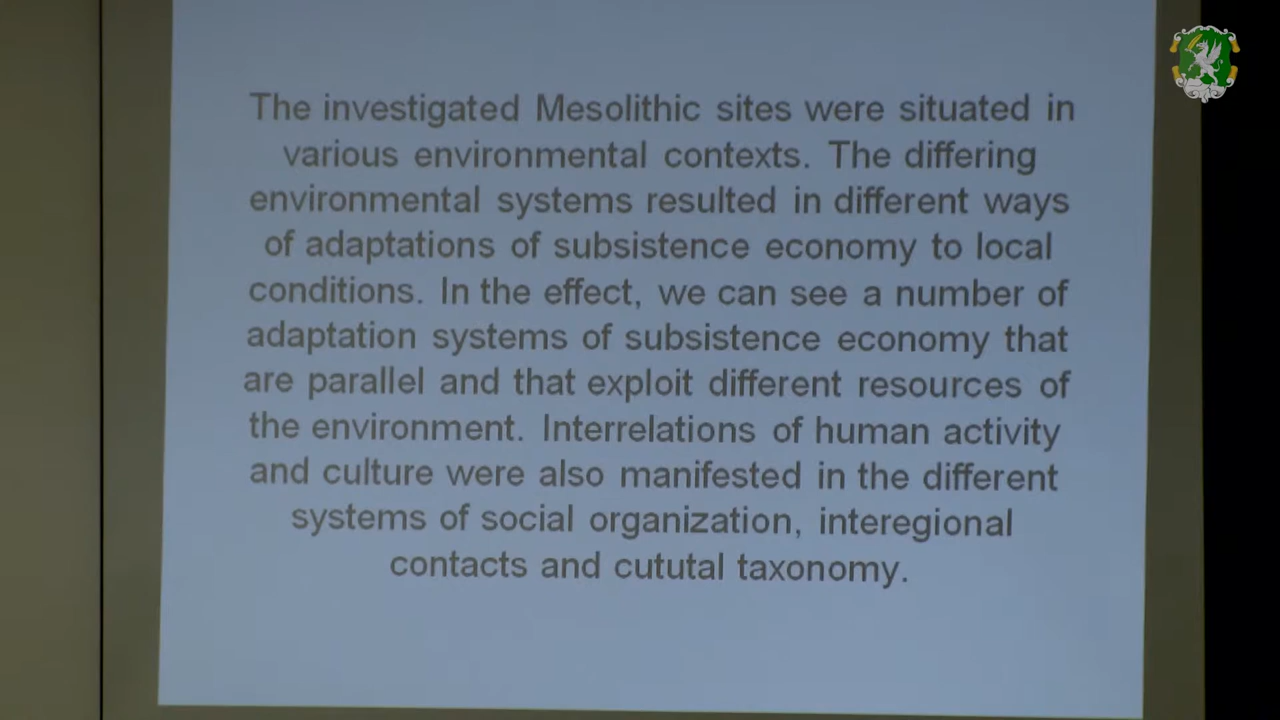 The investigated Mesolithic sites were situated in
various environmental contexts. The differing
environmental systems resulted in different ways
of adaptations of subsistence economy to local
conditions. In the effect, we can see a number of
adaptation systems of subsistence economy that
are parallel and that exploit different resources of
the environment. Interrelations of human activity
and culture were also manifested in the different
systems of social organization, interegional
contacts and cututal taxonomy.